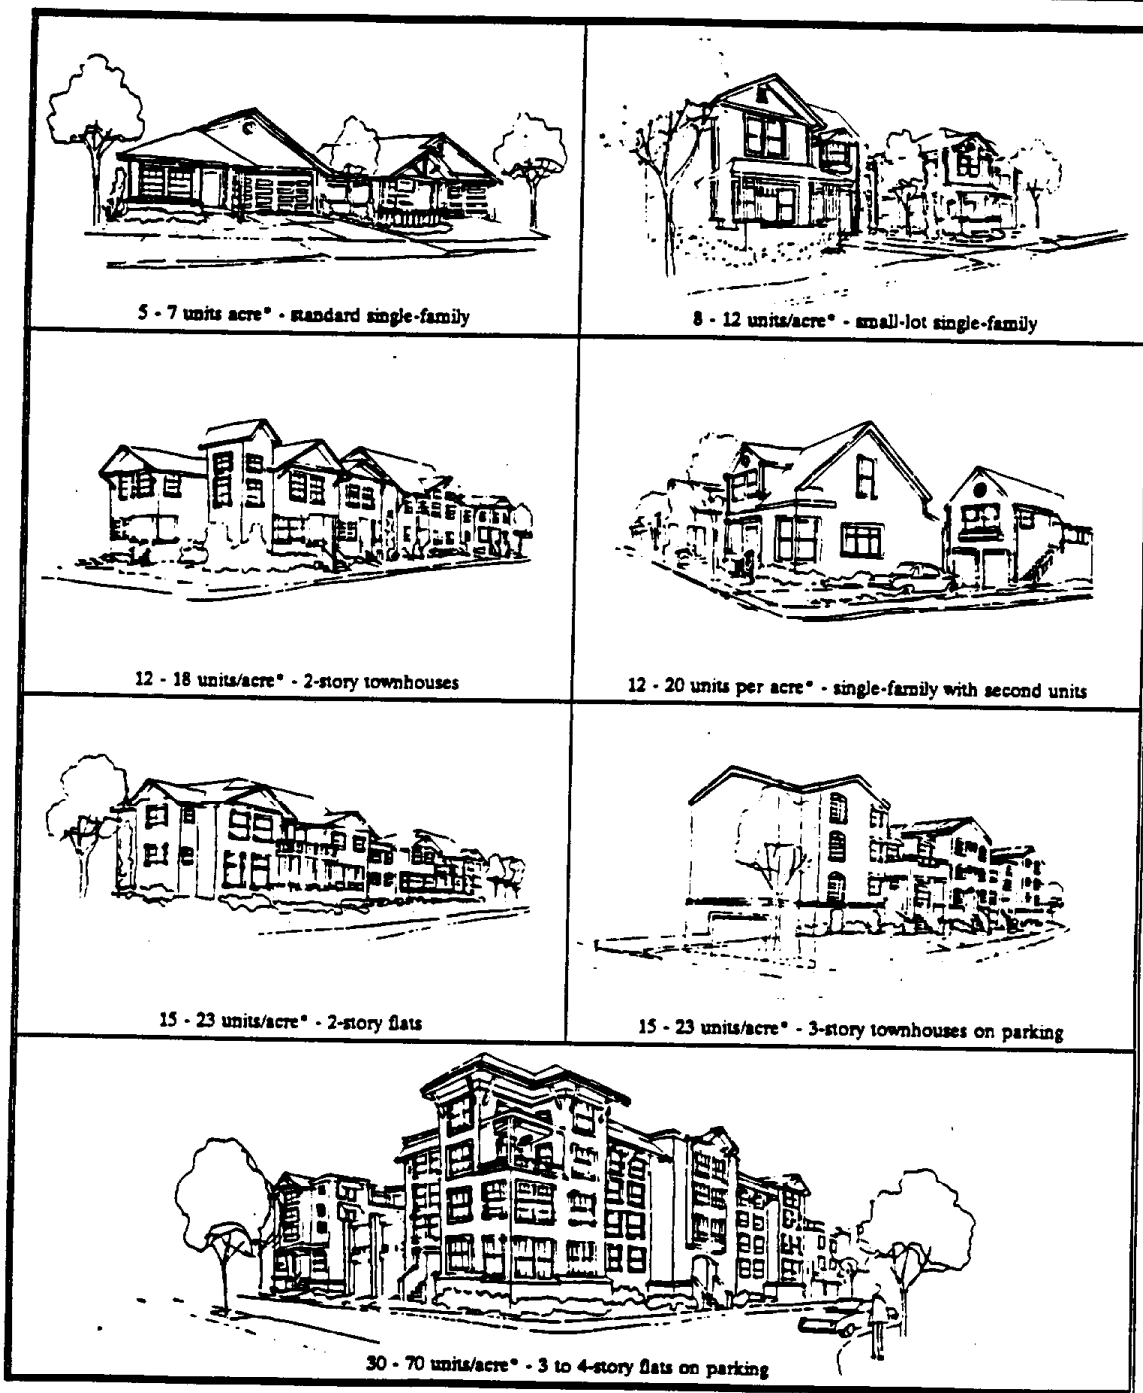 5 - 7 units acre* - standard single-family
8 - 12 units/acre* - small-lot single-family
12 - 18 units/acre* - 2-story townhouses
12 - 20 units per acre* - single-family with second units
15 - 23 units/acre* - 2-story flats
15 - 23 units/acre* - 3-story townhouses on parking
30 - 70 units/acre* - 3 to 4-story flats on parking